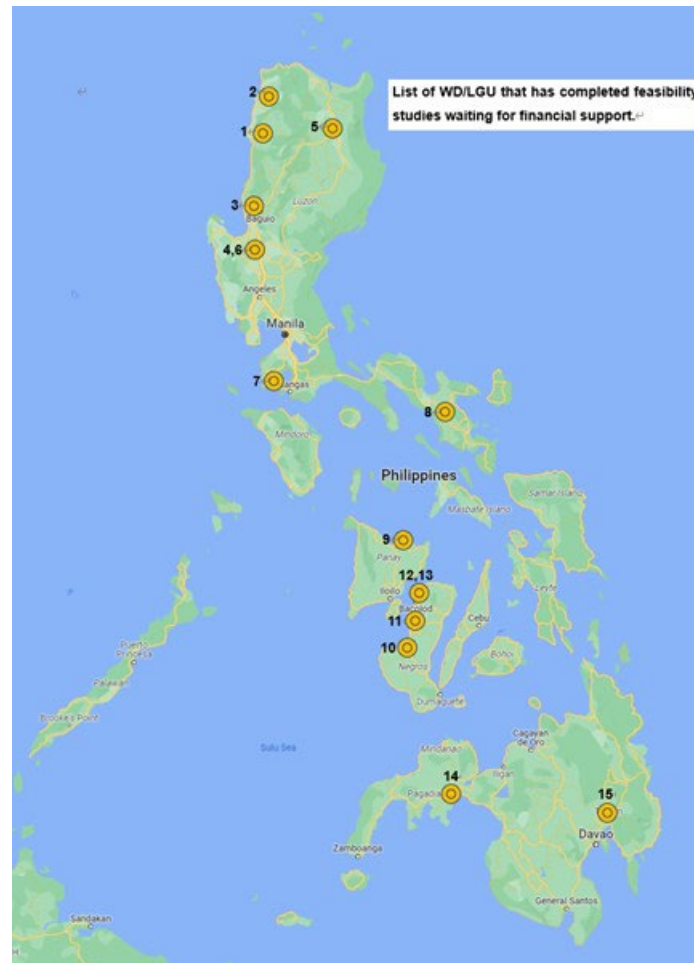 List of WD/LGU that has completed feasibility
studies waiting for financial support.↵
↵
2
1
5
Luzon
3
Baguio
4,6
Angeles
Manila
7
8
Mindoro
Philippines
Masbate Island
Samar Island
9
Panay
12,13
Iloilo
Bacolod
Leyte
11
Cebu
10
Negros
Bohol
Puerto
Princesa
Palawan
Dumaguete
Brooke's Point
Cagayan
de Oro
Sulu Sea
Mindanao
Iligan
14
Pagadia
15
Davao
Zamboanga
General Santos
Sandakan